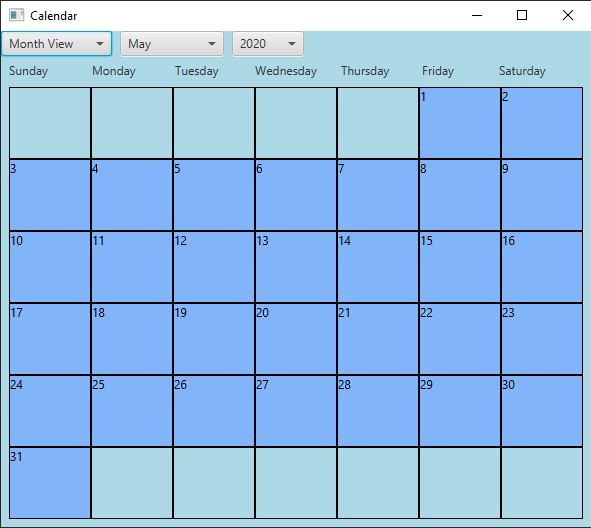 Calendar
Month View May 2020
Sunday Monday Tuesday Wednesday Thursday Friday Saturday
1 2
3 4 5 6 7 8 9
10 11 12 13 14 15 16
17 18 19 20 21 22 23
24 25 26 27 28 29 30
31